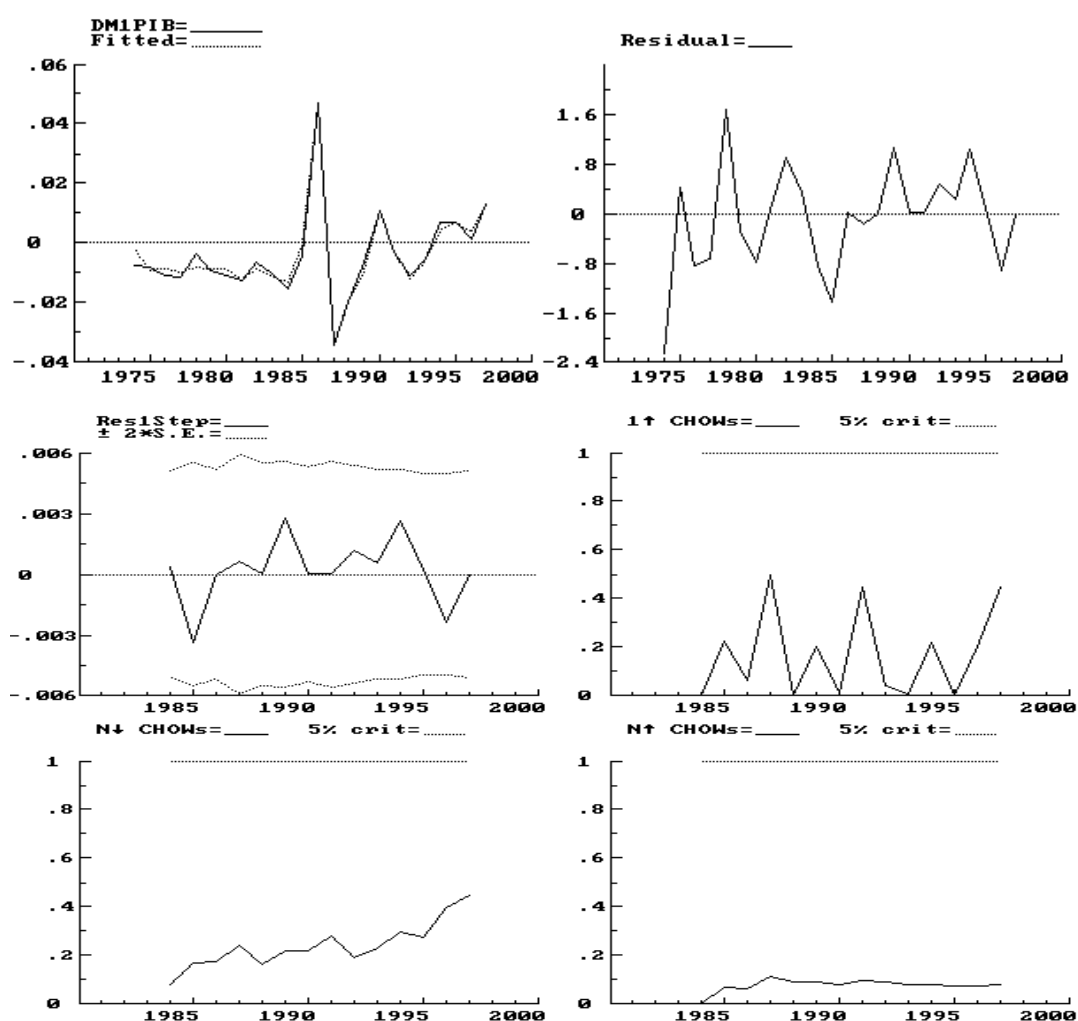 DM1PIB=
Fitted=
.06
.04
.02
0
-.02
-.04
1975 1980 1985 1990 1995 2000
Residual=
1.6
.8
0
-.8
-1.6
-2.4
1975 1980 1985 1990 1995 2000
Res1Step=
± 2*S.E.=
.006
.003
0
-.003
-.006
1985 1990 1995 2000
1↑ CHOWs= 5% crit=
1
.8
.6
.4
.2
0
1985 1990 1995 2000
N↓ CHOWs= 5% crit=
1
.8
.6
.4
.2
0
1985 1990 1995 2000
N↑ CHOWs= 5% crit=
1
.8
.6
.4
.2
0
1985 1990 1995 2000